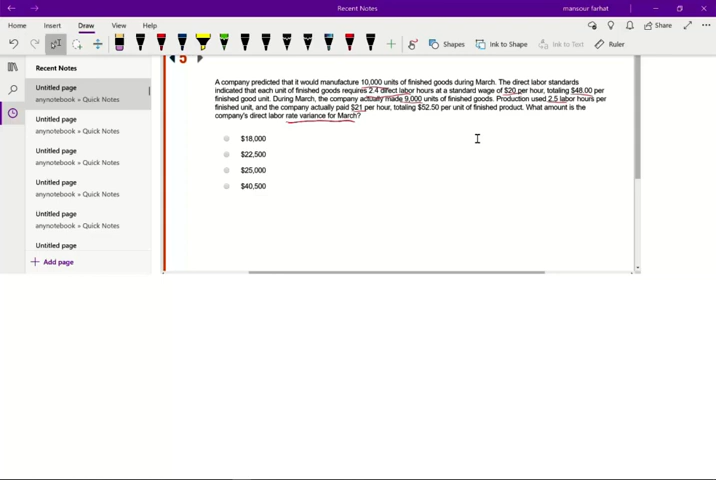 Recent Notes
mansour farhat
Home Insert Draw View Help
Share
Shapes Ink to Shape Ink to Text Ruler
Recent Notes
Untitled page
anynotebook » Quick Notes
Untitled page
anynotebook » Quick Notes
Untitled page
anynotebook » Quick Notes
Untitled page
anynotebook » Quick Notes
Untitled page
anynotebook » Quick Notes
Untitled page
Add page
5
A company predicted that it would manufacture 10,000 units of finished goods during March. The direct labor standards
indicated that each unit of finished goods requires 2.4 direct labor hours at a standard wage of $20 per hour, totaling $48.00 per
finished good unit. During March, the company actually made 9,000 units of finished goods. Production used 2.5 labor hours per
finished unit, and the company actually paid $21 per hour, totaling $52.50 per unit of finished product. What amount is the
company's direct labor rate variance for March?
$18,000
$22,500
$25,000
$40,500